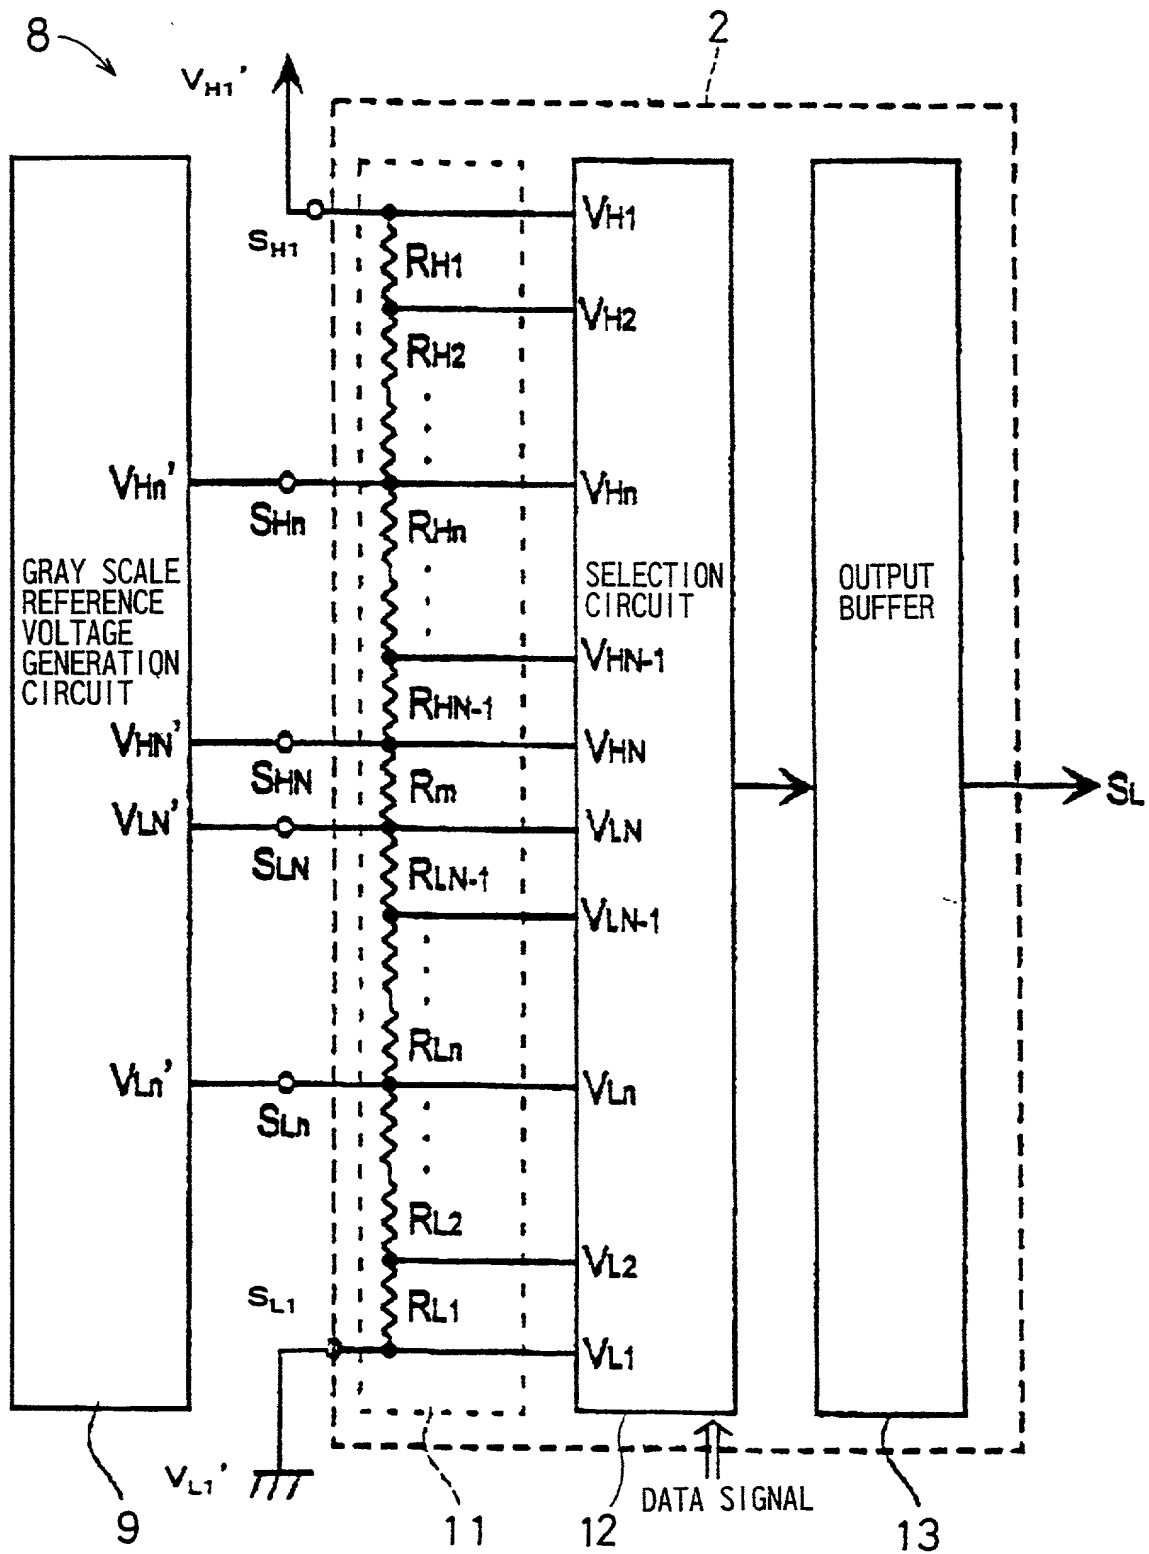 8
2
VH1'
SH1
VH1
RH1
VH2
RH2
VHn'
SHn
VHn
RHn
GRAY SCALE
REFERENCE
VOLTAGE
GENERATION
CIRCUIT
SELECTION
CIRCUIT
OUTPUT
BUFFER
VHN-1
RHN-1
VHN'
SHN
VHN
Rm
SL
VLN'
SLN
VLN
RLN-1
VLN-1
RLn
VLn'
SLn
VLn
RL2
VL2
SL1
RL1
VL1
VL1'
DATA SIGNAL
9
11
12
13